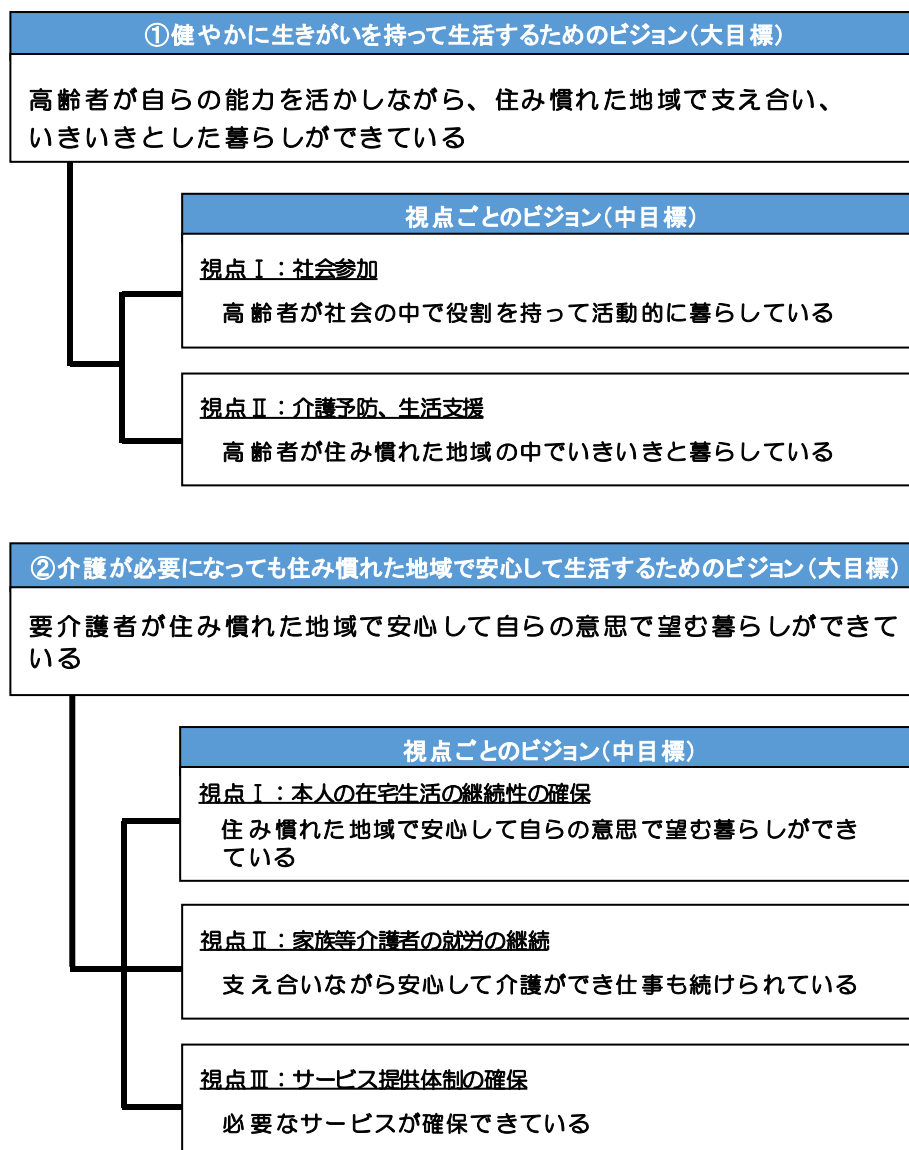 ①健やかに生きがいを持って生活するためのビジョン(大目標)
高齢者が自らの能力を活かしながら、住み慣れた地域で支え合い、
いきいきとした暮らしができている
視点ごとのビジョン(中目標)
視点Ⅰ:社会参加
高齢者が社会の中で役割を持って活動的に暮らしている
視点Ⅱ:介護予防、生活支援
高齢者が住み慣れた地域の中でいきいきと暮らしている
②介護が必要になっても住み慣れた地域で安心して生活するためのビジョン(大目標)
要介護者が住み慣れた地域で安心して自らの意思で望む暮らしができて
いる
視点ごとのビジョン(中目標)
視点Ⅰ:本人の在宅生活の継続性の確保
住み慣れた地域で安心して自らの意思で望む暮らしができ
ている
視点Ⅱ:家族等介護者の就労の継続
支え合いながら安心して介護ができ仕事も続けられている
視点Ⅲ:サービス提供体制の確保
必要なサービスが確保できている